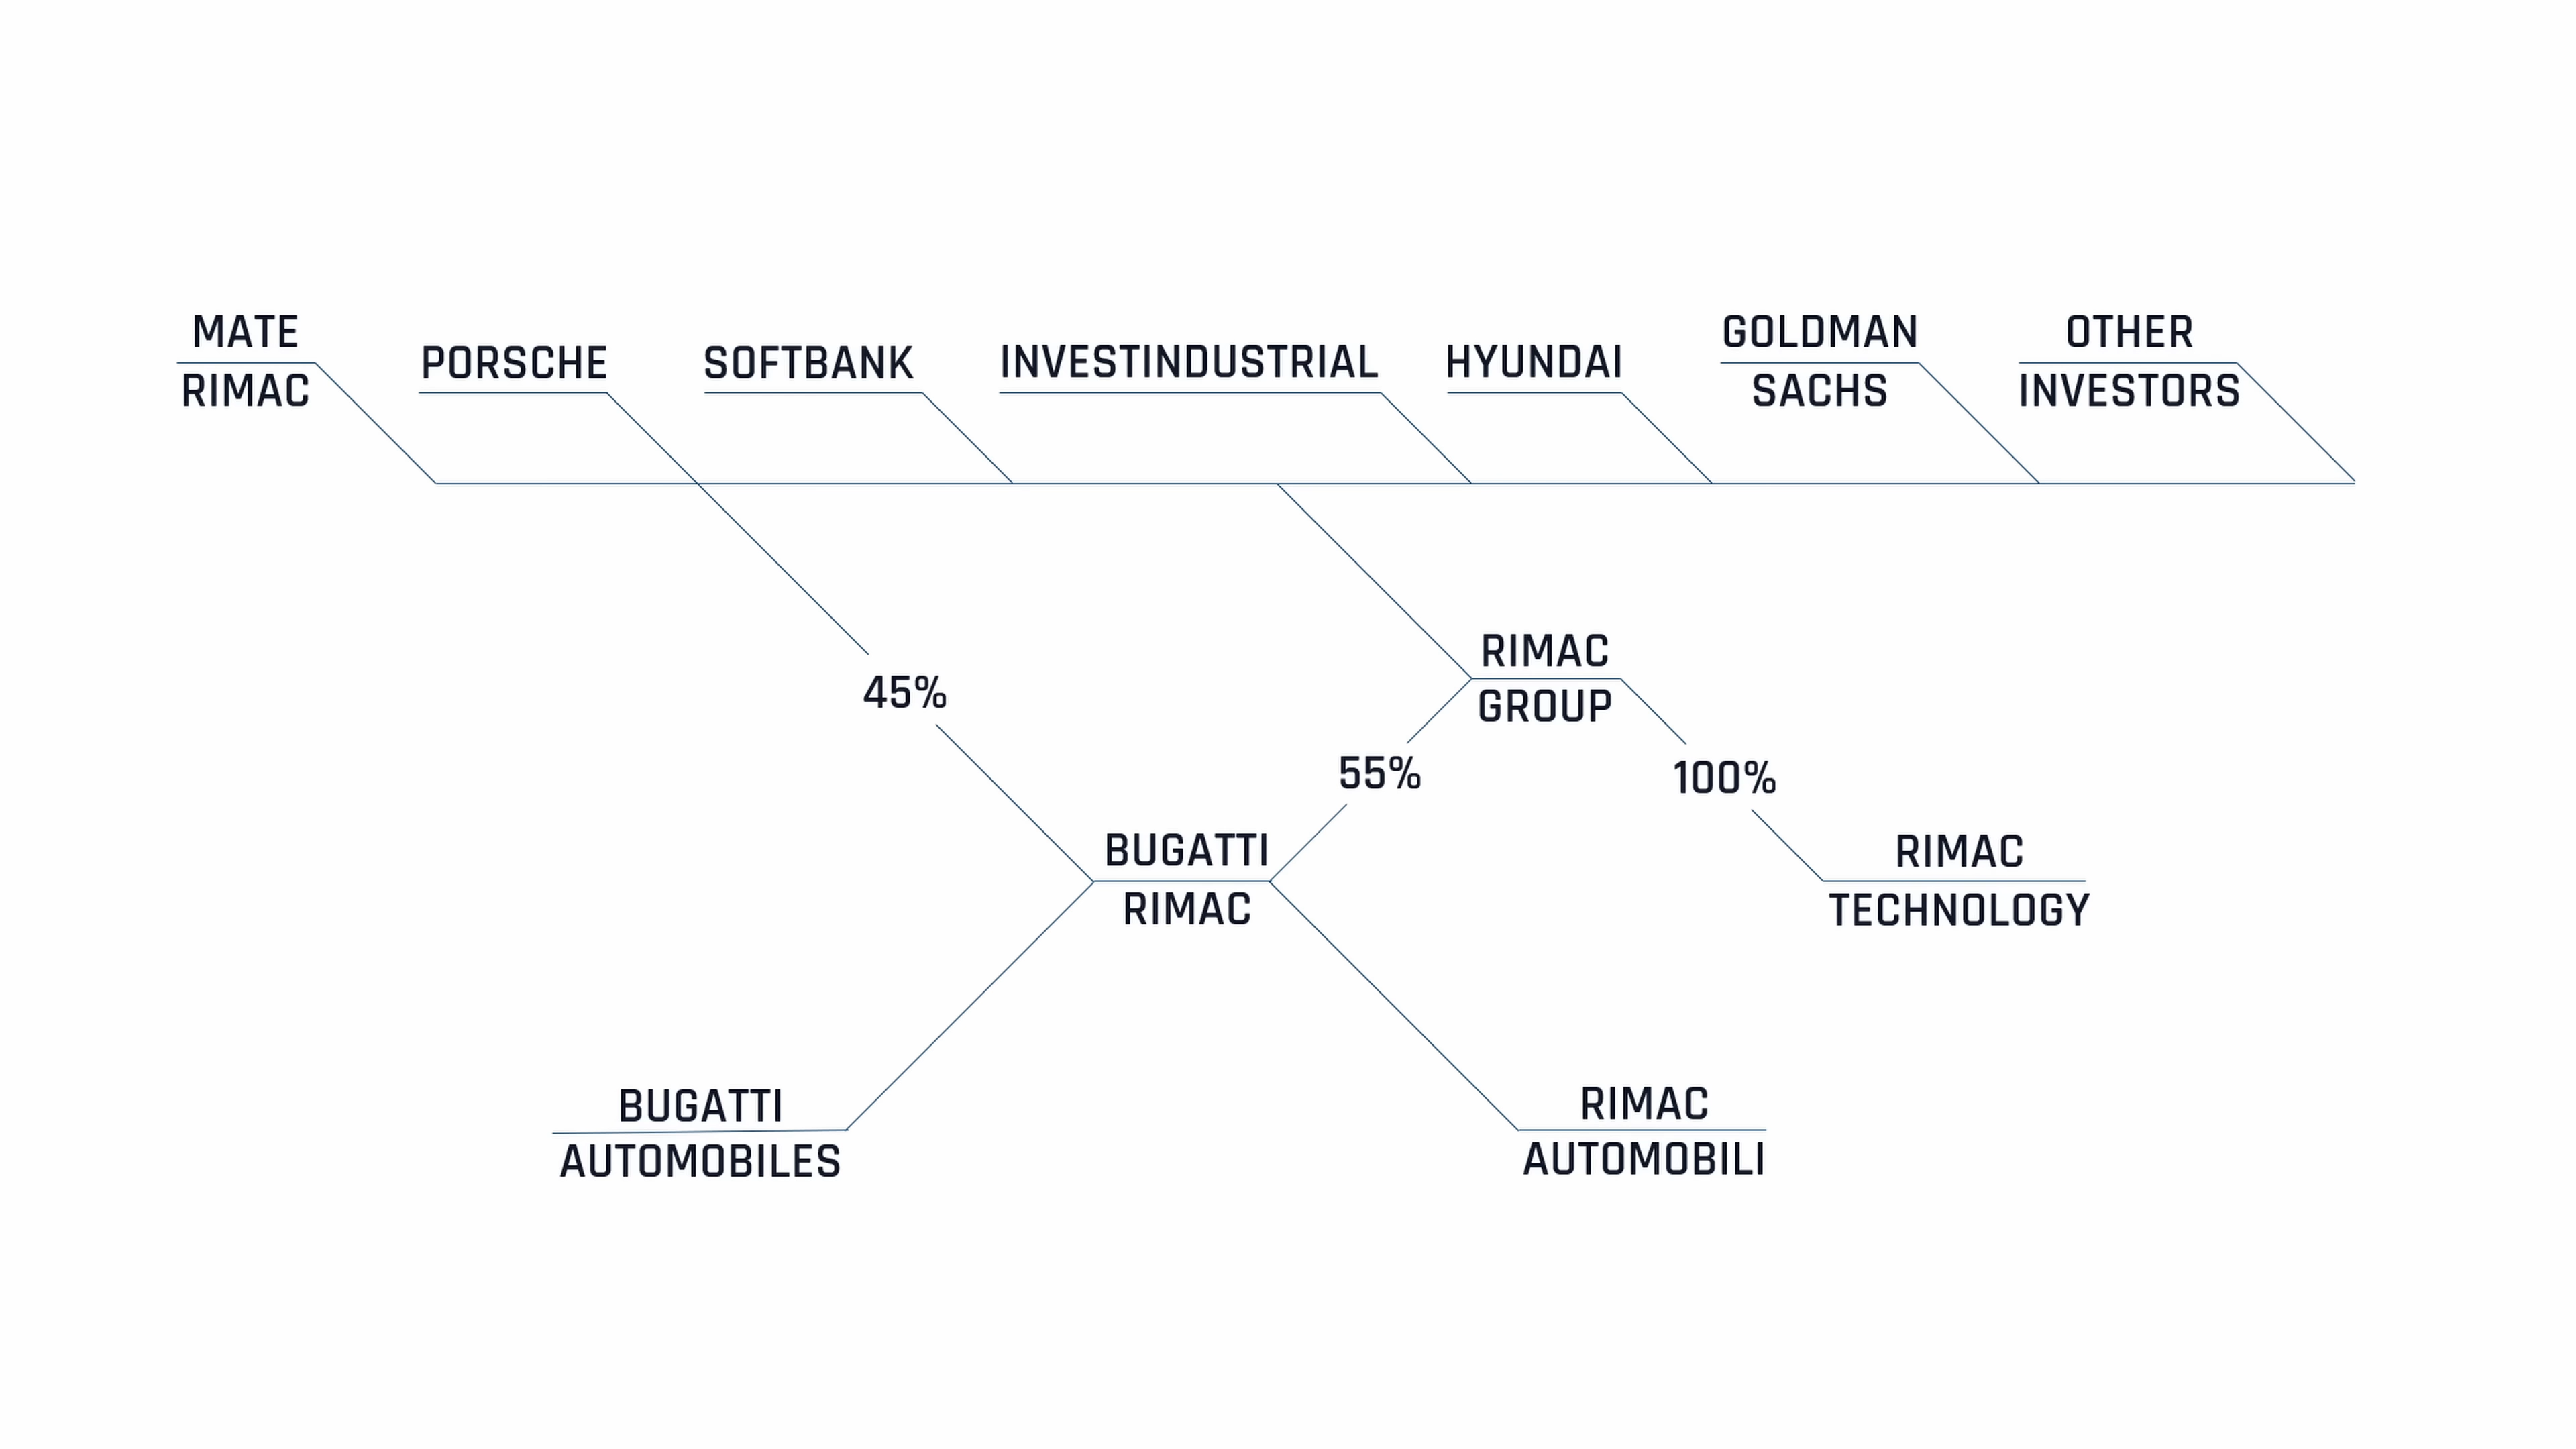 MATE
RIMAC
PORSCHE
SOFTBANK
INVESTINDUSTRIAL
HYUNDAI
GOLDMAN
SACHS
OTHER
INVESTORS
45%
RIMAC
GROUP
55%
100%
BUGATTI
RIMAC
RIMAC
TECHNOLOGY
BUGATTI
AUTOMOBILES
RIMAC
AUTOMOBILI